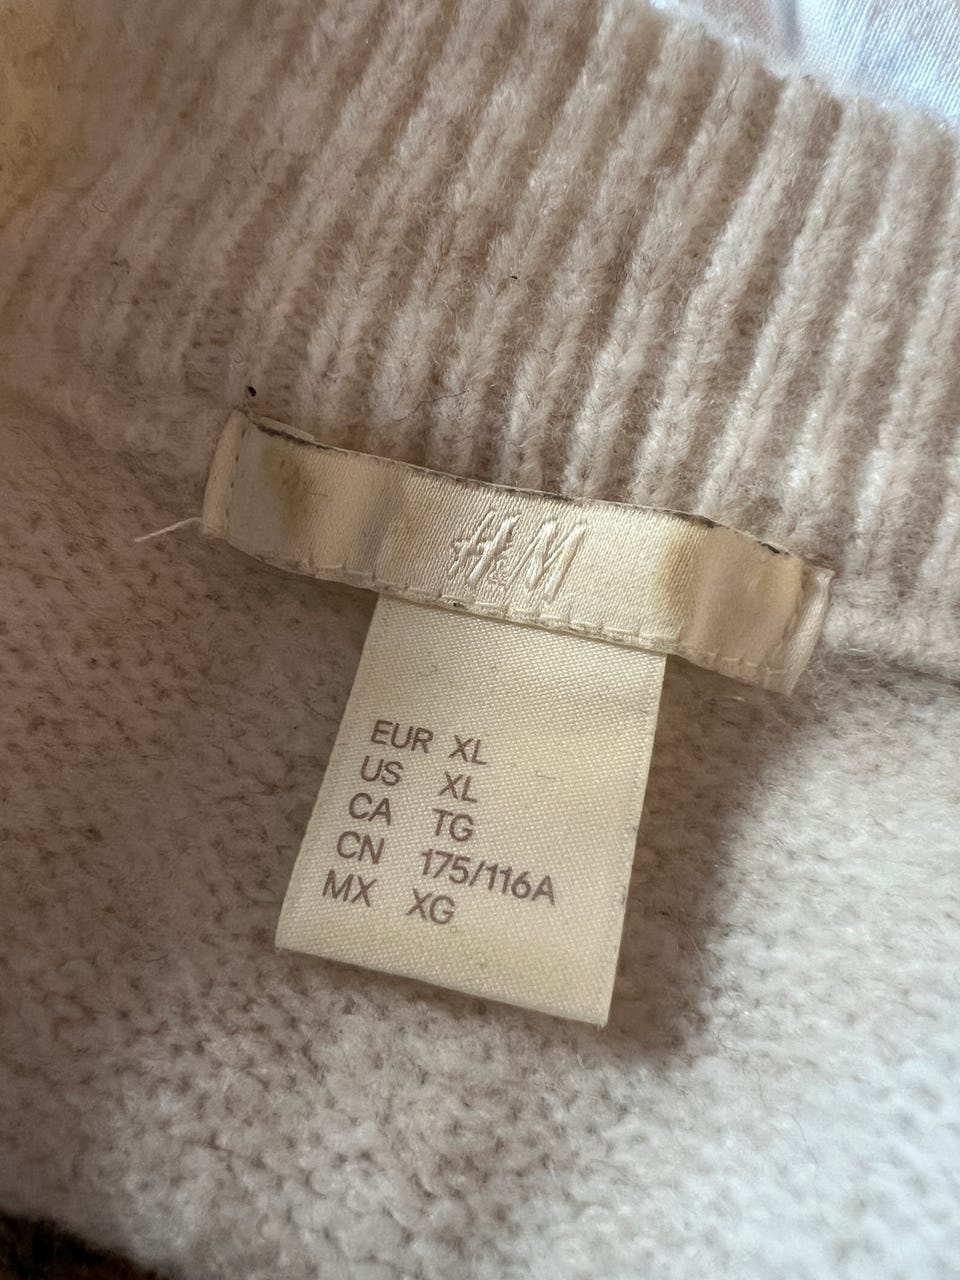 H&M
EUR XL
US XL
CA TG
CN 175/116A
MX XG